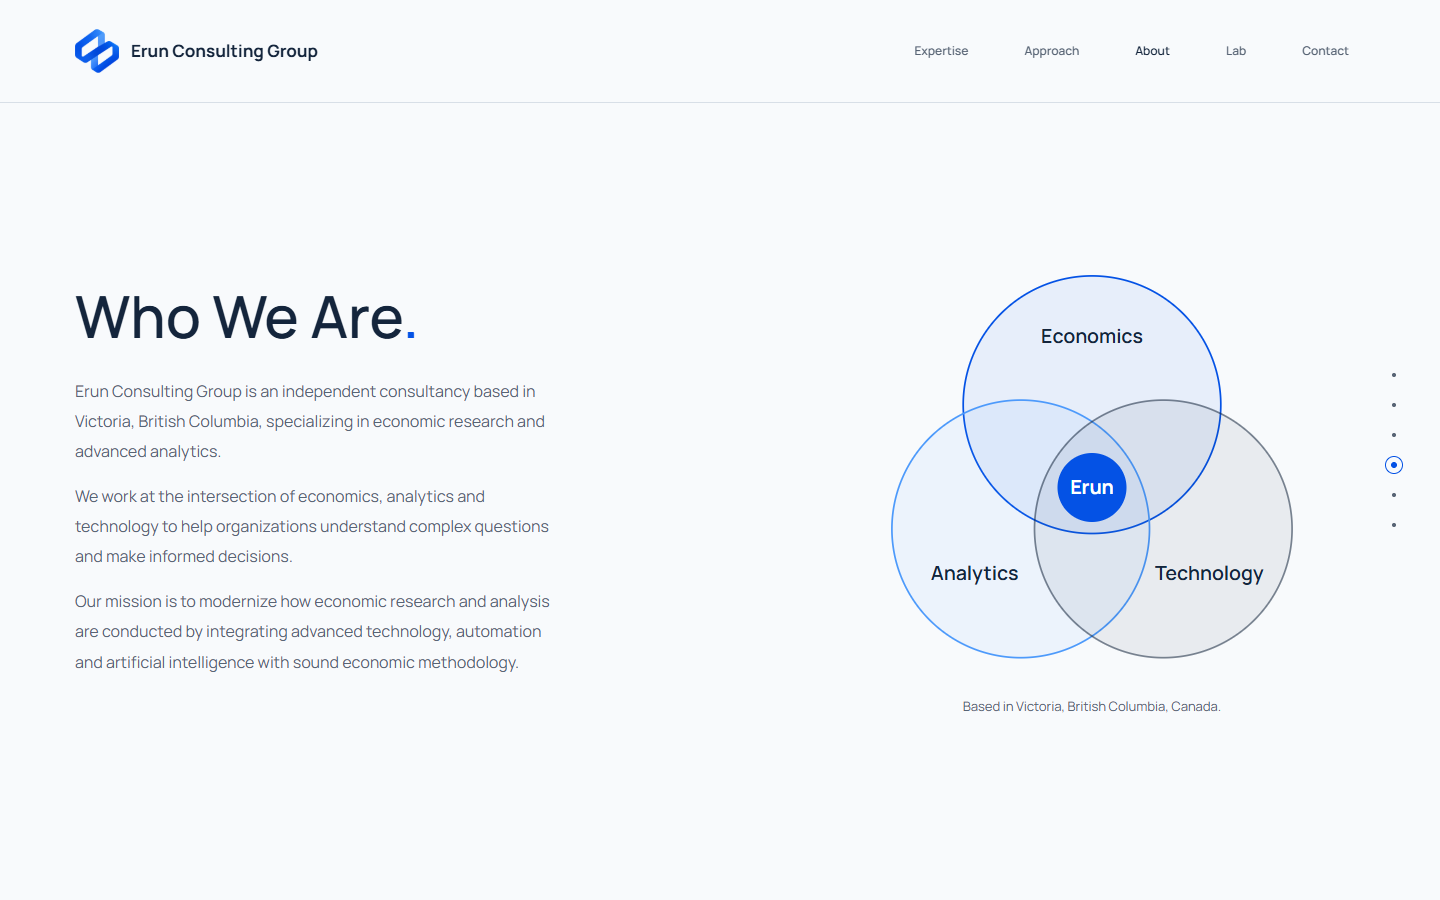 Erun Consulting Group
Expertise
Approach
About
Lab
Contact
Who We Are.
Erun Consulting Group is an independent consultancy based in
Victoria, British Columbia, specializing in economic research and
advanced analytics.
We work at the intersection of economics, analytics and
technology to help organizations understand complex questions
and make informed decisions.
Our mission is to modernize how economic research and analysis
are conducted by integrating advanced technology, automation
and artificial intelligence with sound economic methodology.
Economics
Erun
Analytics
Technology
Based in Victoria, British Columbia, Canada.